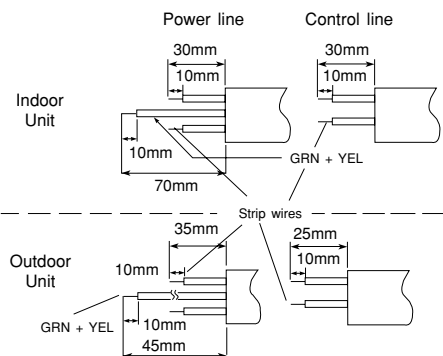 Power line
Control line
30mm
30mm
10mm
10mm
Indoor
Unit
10mm
GRN + YEL
70mm
Strip wires
35mm
25mm
Outdoor
Unit
10mm
10mm
GRN + YEL
10mm
45mm